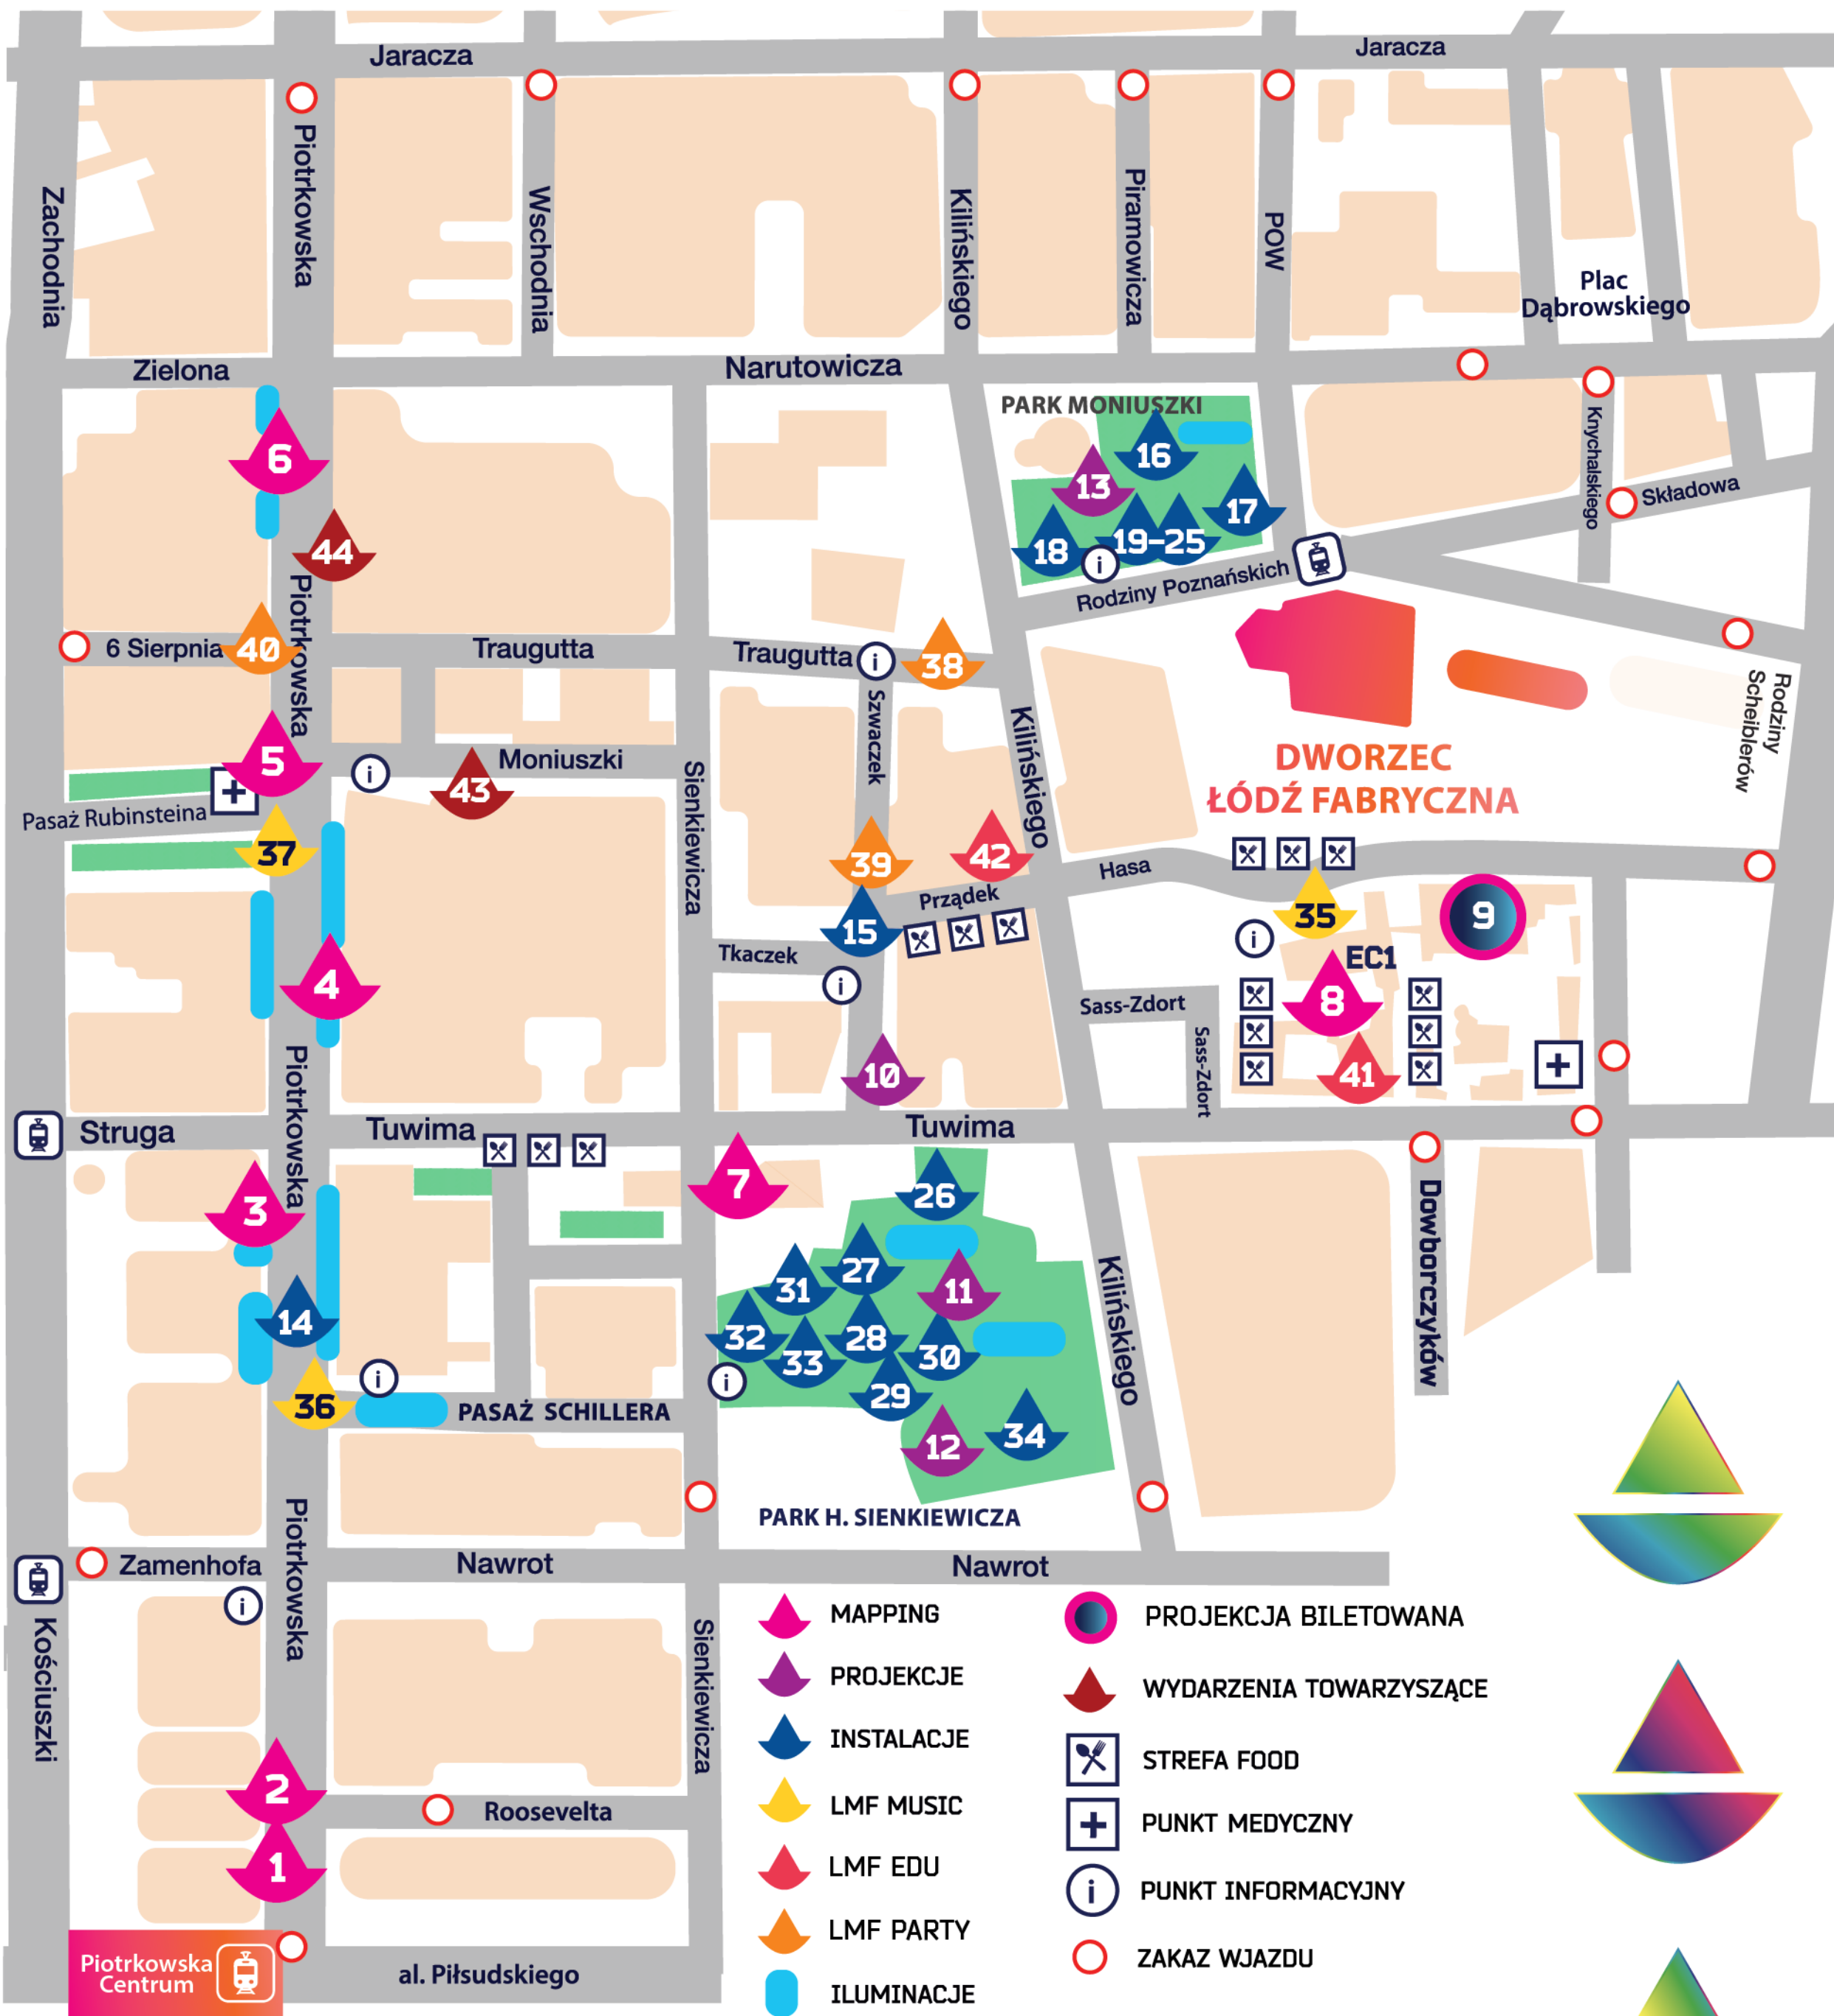 Jaracza
Jaracza
Zachodnia
Piotrkowska
Wschodnia
Kilińskiego
Piramowicza
POW
Plac
Dąbrowskiego
Zielona
Narutowicza
PARK MONIUSZKI
6
16
13
17
18
19–25
i
44
Knychalskiego
Składowa
Rodziny Poznańskich
Piotrkowska
6 Sierpnia
40
Traugutta
Traugutta
i
38
Szwaczek
Kilińskiego
Rodziny
Scheiblerów
5
i
Moniuszki
43
Sienkiewicza
DWORZEC
ŁÓDŹ FABRYCZNA
Pasaż Rubinsteina
37
39
42
Hasa
Prządek
35
9
15
i
EC1
Tkaczek
i
4
8
Sass-Zdort
Sass-Zdort
10
41
Piotrkowska
Struga
Tuwima
Tuwima
3
7
26
Dowborczyków
27
31
11
Kilińskiego
14
32
28
33
30
i
i
29
36
PASAŻ SCHILLERA
12
34
Piotrkowska
PARK H. SIENKIEWICZA
Zamenhofa
Nawrot
Nawrot
i
Kościuszki
Sienkiewicza
2
Roosevelta
1
Piotrkowska
Centrum
al. Piłsudskiego
MAPPING
PROJEKCJE
INSTALACJE
LMF MUSIC
LMF EDU
LMF PARTY
ILUMINACJE
PROJEKCJA BILETOWANA
WYDARZENIA TOWARZYSZĄCE
STREFA FOOD
PUNKT MEDYCZNY
i
PUNKT INFORMACYJNY
ZAKAZ WJAZDU